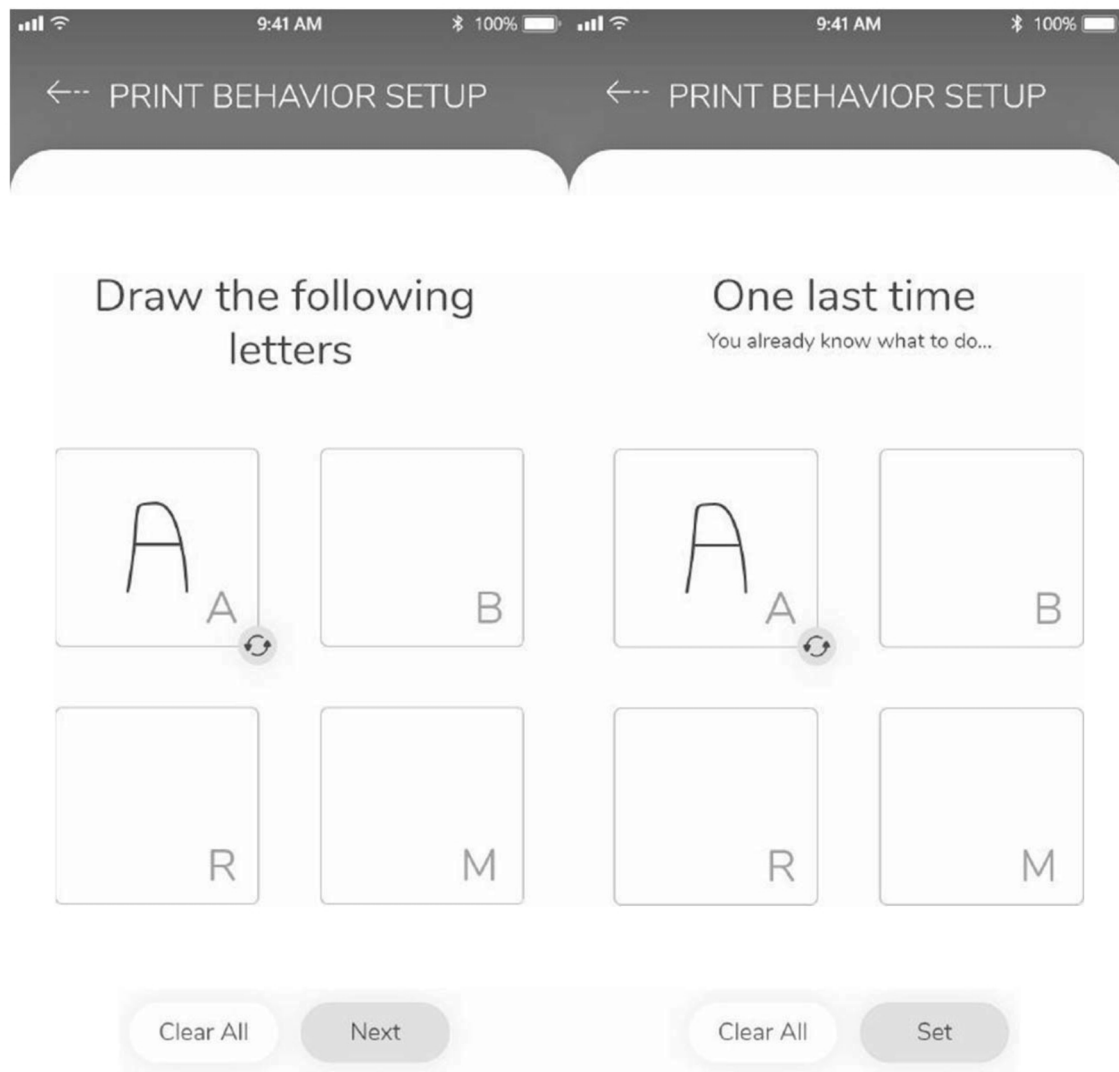 9:41 AM
100%
PRINT BEHAVIOR SETUP
Draw the following
letters
A
A
B
R
M
Clear All
Next
9:41 AM
100%
PRINT BEHAVIOR SETUP
One last time
You already know what to do...
A
A
B
R
M
Clear All
Set